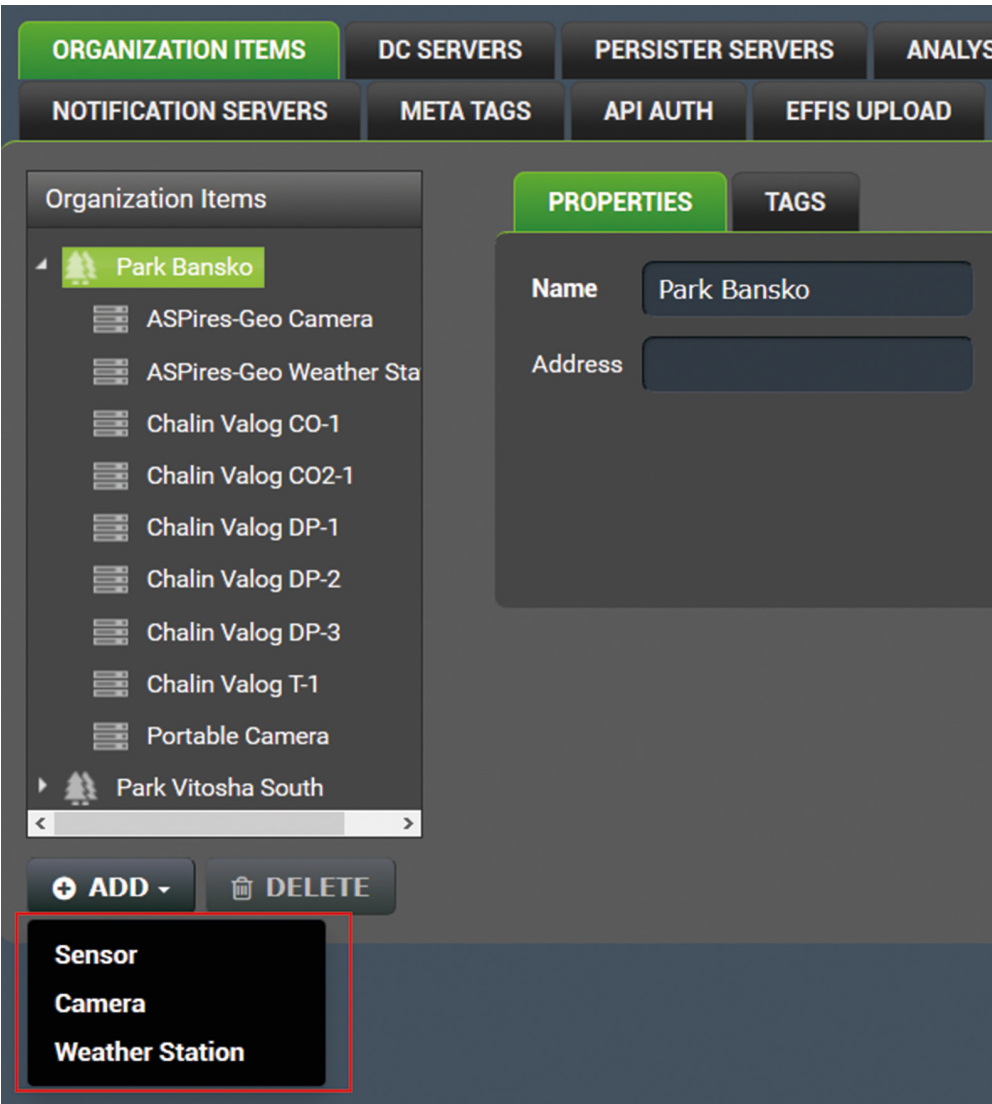 ORGANIZATION ITEMS DC SERVERS PERSISTER SERVERS ANALYS
NOTIFICATION SERVERS META TAGS API AUTH EFFIS UPLOAD
Organization Items
PROPERTIES TAGS
Park Bansko
Name Park Bansko
ASPires-Geo Camera
Address
ASPires-Geo Weather Sta
Chalin Valog CO-1
Chalin Valog CO2-1
Chalin Valog DP-1
Chalin Valog DP-2
Chalin Valog DP-3
Chalin Valog T-1
Portable Camera
Park Vitosha South
ADD DELETE
Sensor
Camera
Weather Station